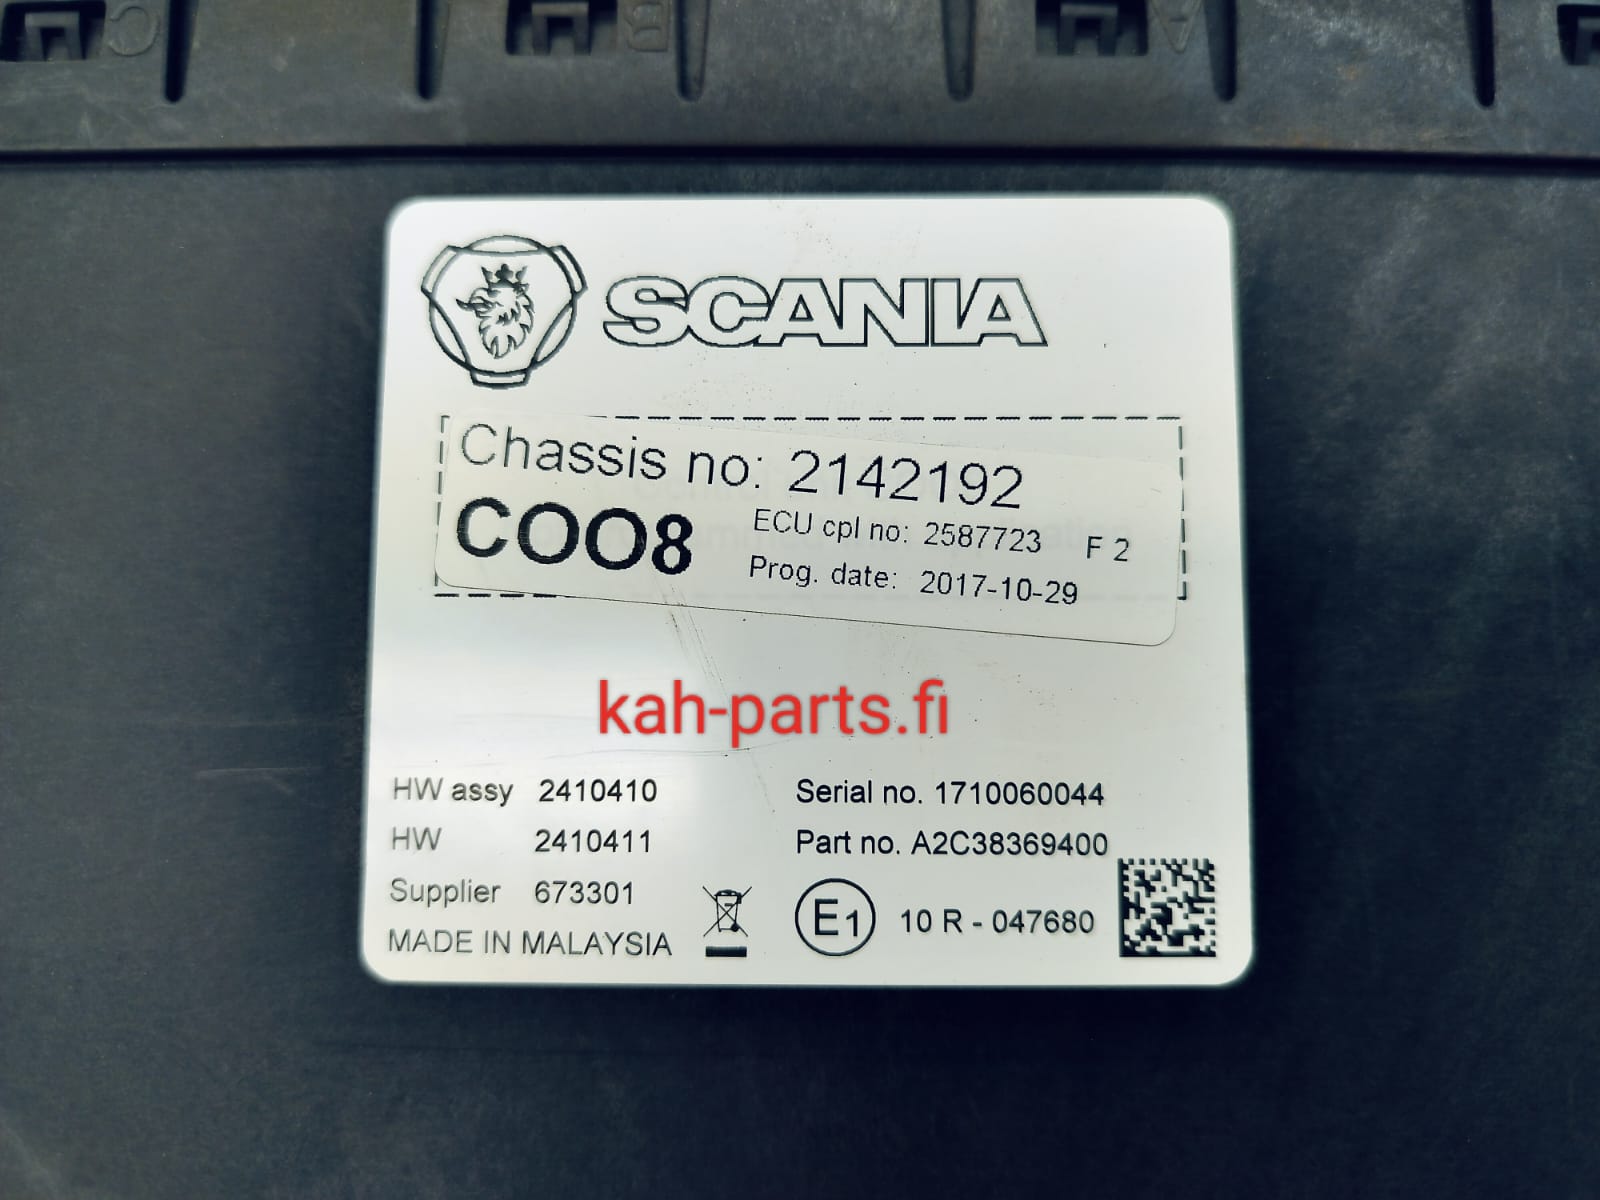 C B A
SCANIA
Chassis no: 2142192
COO8 ECU cpl no: 2587723 F 2
Prog. date: 2017-10-29
kah-parts.fi
HW assy 2410410 Serial no. 1710060044
HW 2410411 Part no. A2C38369400
Supplier 673301
E1 10 R - 047680
MADE IN MALAYSIA